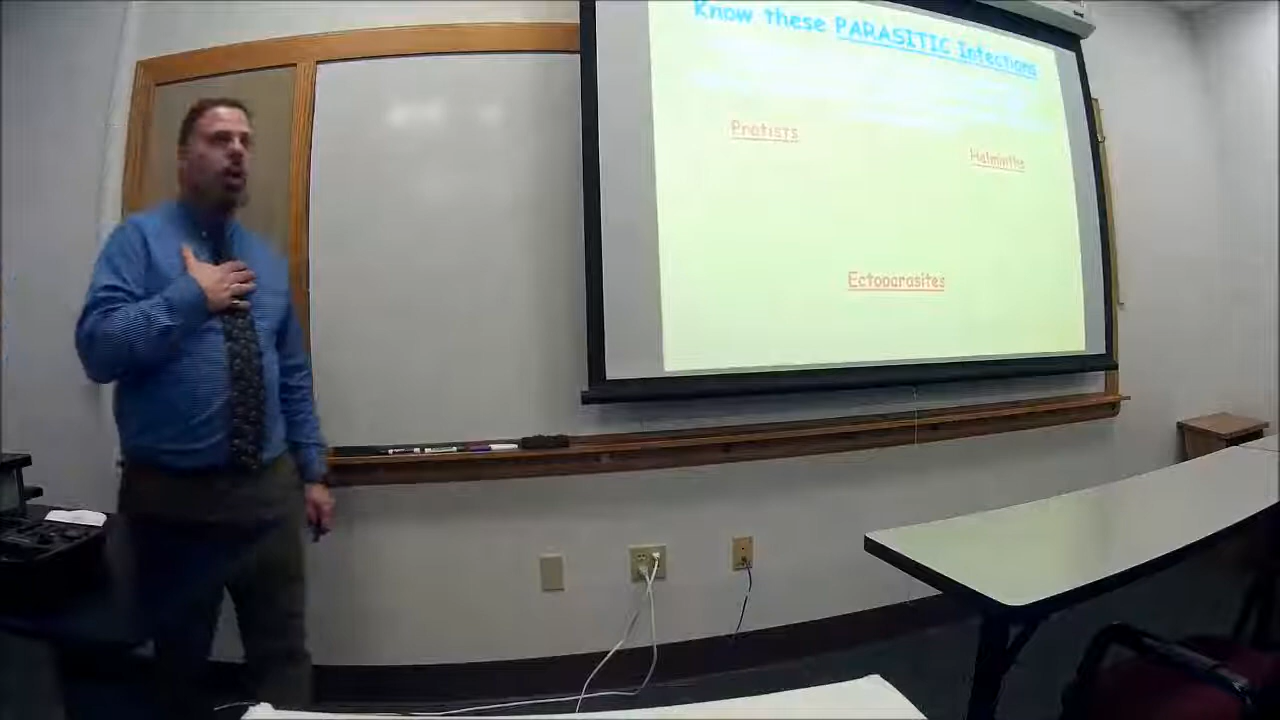 Know these PARASITIC Infections
Protists
Helminths
Ectoparasites